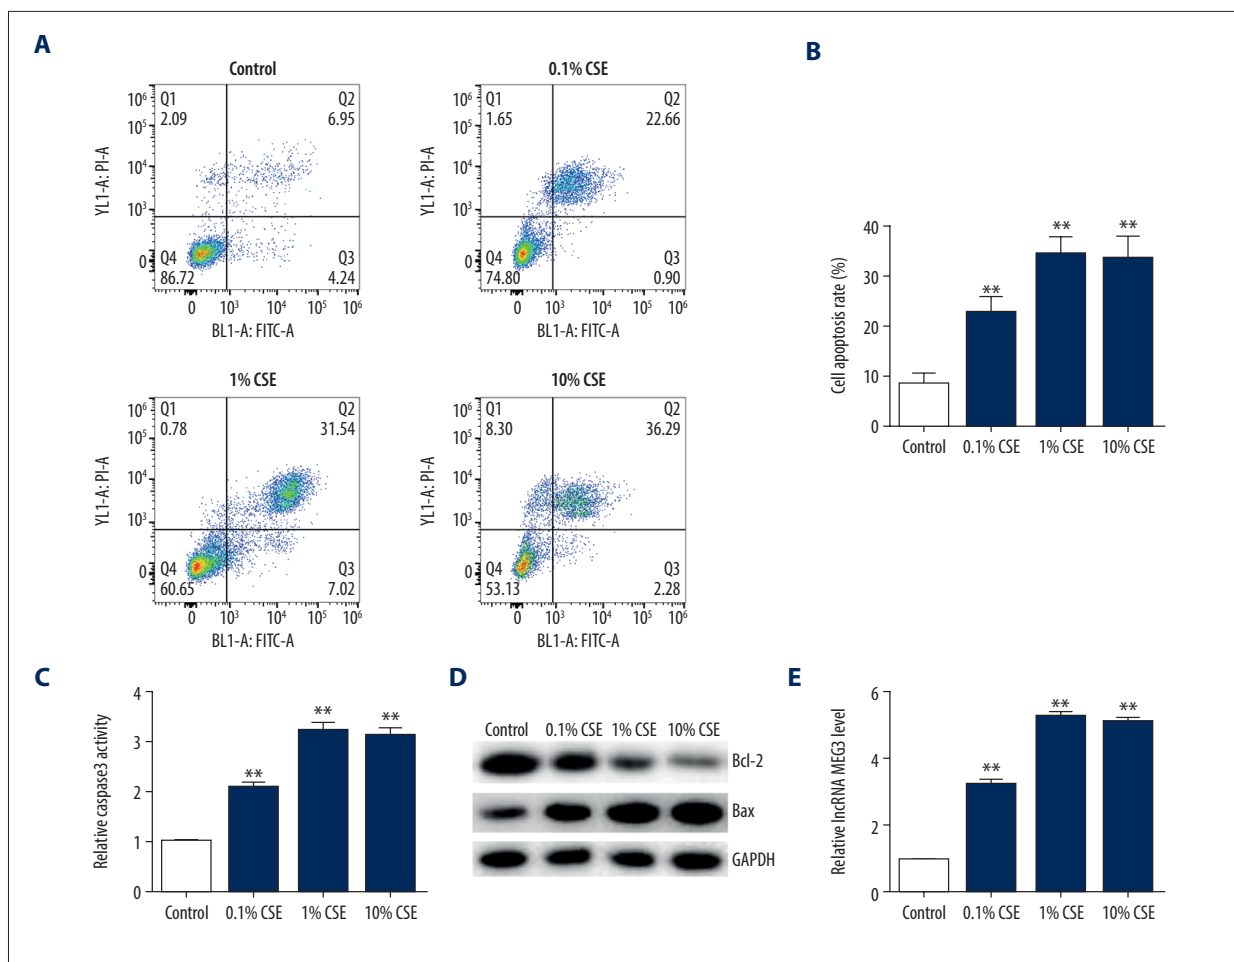 A
Control
Q1 Q2
2.09 6.95
10⁶
10⁵
10⁴
10³
0
YL1-A: PI-A
Q4 Q3
86.72 4.24
0 10³ 10⁴ 10⁵ 10⁶
BL1-A: FITC-A
0.1% CSE
Q1 Q2
1.65 22.66
10⁶
10⁵
10⁴
10³
0
YL1-A: PI-A
Q4 Q3
74.80 0.90
0 10³ 10⁴ 10⁵ 10⁶
BL1-A: FITC-A
1% CSE
Q1 Q2
0.78 31.54
10⁶
10⁵
10⁴
10³
0
YL1-A: PI-A
Q4 Q3
60.65 7.02
0 10³ 10⁴ 10⁵ 10⁶
BL1-A: FITC-A
10% CSE
Q1 Q2
8.30 36.29
10⁶
10⁵
10⁴
10³
0
YL1-A: PI-A
Q4 Q3
53.13 2.28
0 10³ 10⁴ 10⁵ 10⁶
BL1-A: FITC-A
B
Cell apoptosis rate (%)
40
30
20
10
0
** ** **
Control 0.1% CSE 1% CSE 10% CSE
C
Relative caspase3 activity
4
3
2
1
0
** ** **
Control 0.1% CSE 1% CSE 10% CSE
D
Control 0.1% CSE 1% CSE 10% CSE
Bcl-2
Bax
GAPDH
E
Relative lncRNA MEG3 level
6
4
2
0
** ** **
Control 0.1% CSE 1% CSE 10% CSE